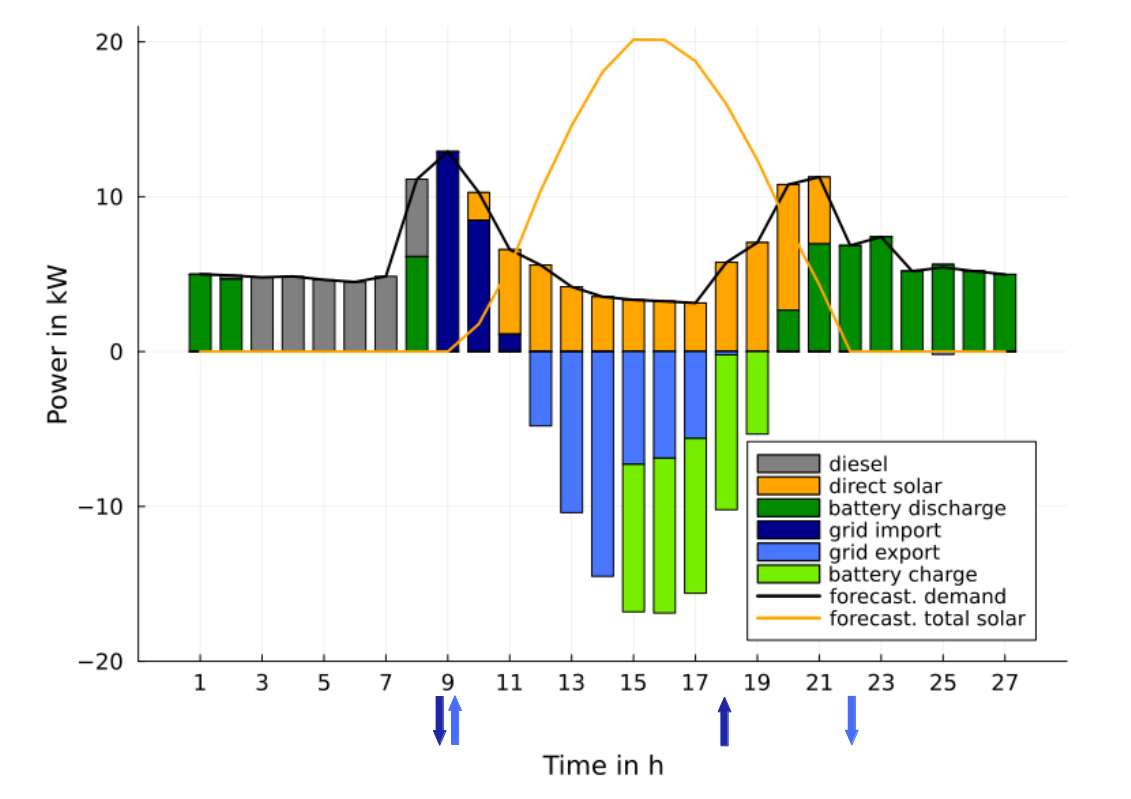 20
10
0
−10
−20
Power in kW
diesel
direct solar
battery discharge
grid import
grid export
battery charge
forecast. demand
forecast. total solar
1 3 5 7 9 11 13 15 17 19 21 23 25 27
Time in h